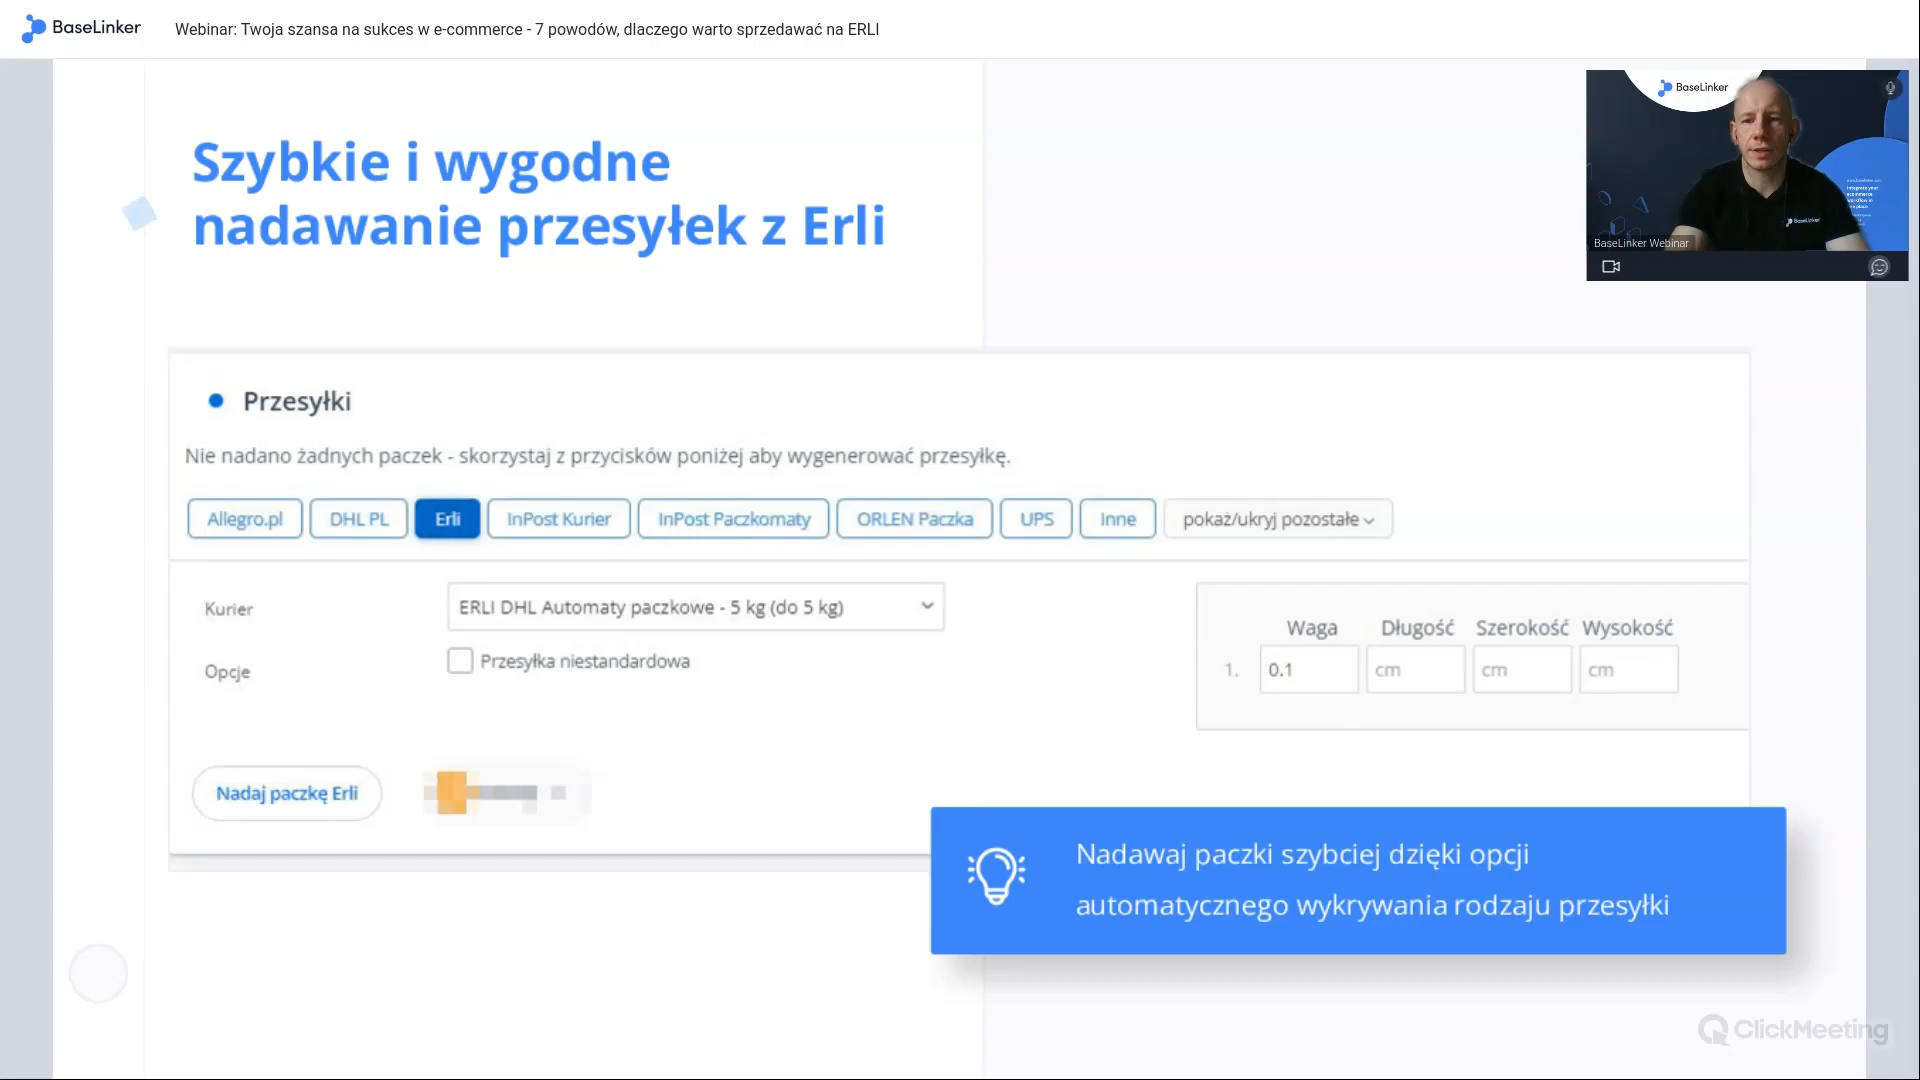 BaseLinker
Webinar: Twoja szansa na sukces w e-commerce - 7 powodów, dlaczego warto sprzedawać na ERLI
BaseLinker
BaseLinker
BaseLinker Webinar
Szybkie i wygodne
nadawanie przesyłek z Erli
Przesyłki
Nie nadano żadnych paczek - skorzystaj z przycisków poniżej aby wygenerować przesyłkę.
Allegro.pl DHL PL Erli InPost Kurier InPost Paczkomaty ORLEN Paczka UPS Inne pokaż/ukryj pozostałe
Kurier ERLI DHL Automaty paczkowe - 5 kg (do 5 kg)
Opcje Przesyłka niestandardowa
Waga Długość Szerokość Wysokość
1. 0.1 cm cm cm
Nadaj paczkę Erli
Nadawaj paczki szybciej dzięki opcji
automatycznego wykrywania rodzaju przesyłki
ClickMeeting